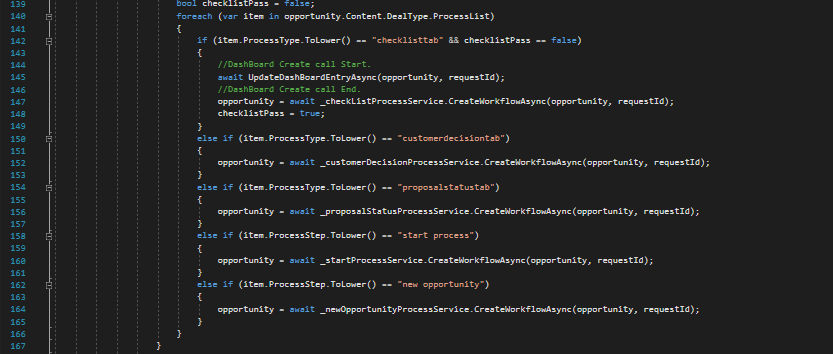 139 bool checklistPass = false;
140 foreach (var item in opportunity.Content.DealType.ProcessList)
141 {
142 if (item.ProcessType.ToLower() == "checklisttab" && checklistPass == false)
143 {
144 //DashBoard Create call Start.
145 await UpdateDashBoardEntryAsync(opportunity, requestId);
146 //DashBoard Create call End.
147 opportunity = await _checkListProcessService.CreateWorkflowAsync(opportunity, requestId);
148 checklistPass = true;
149 }
150 else if (item.ProcessType.ToLower() == "customerdecisiontab")
151 {
152 opportunity = await _customerDecisionProcessService.CreateWorkflowAsync(opportunity, requestId);
153 }
154 else if (item.ProcessType.ToLower() == "proposalstatustab")
155 {
156 opportunity = await _proposalStatusProcessService.CreateWorkflowAsync(opportunity, requestId);
157 }
158 else if (item.ProcessStep.ToLower() == "start process")
159 {
160 opportunity = await _startProcessService.CreateWorkflowAsync(opportunity, requestId);
161 }
162 else if (item.ProcessStep.ToLower() == "new opportunity")
163 {
164 opportunity = await _newOpportunityProcessService.CreateWorkflowAsync(opportunity, requestId);
165 }
166 }
167 }